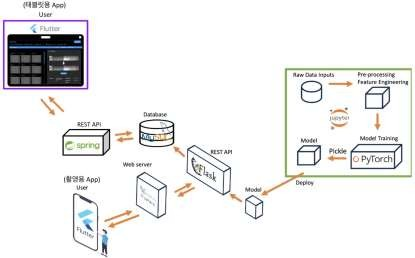 (태블릿용 App)
User
Flutter
REST API
spring
Database
Raw Data Inputs
Pre-processing
Feature Engineering
jupyter
Model Training
PyTorch
Pickle
Model
Deploy
REST API
Flask
Model
Web server
(촬영용 App)
User
Flutter